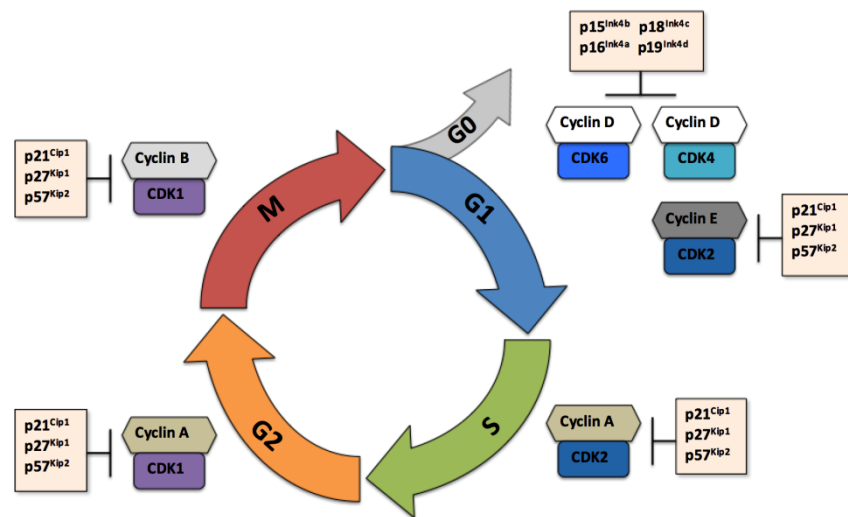 p15Ink4b p18Ink4c
p16Ink4a p19Ink4d
G0
Cyclin D
CDK6
Cyclin D
CDK4
p21Cip1
p27Kip1
p57Kip2
Cyclin B
CDK1
M
G1
Cyclin E
CDK2
p21Cip1
p27Kip1
p57Kip2
p21Cip1
p27Kip1
p57Kip2
Cyclin A
CDK1
G2
S
Cyclin A
CDK2
p21Cip1
p27Kip1
p57Kip2